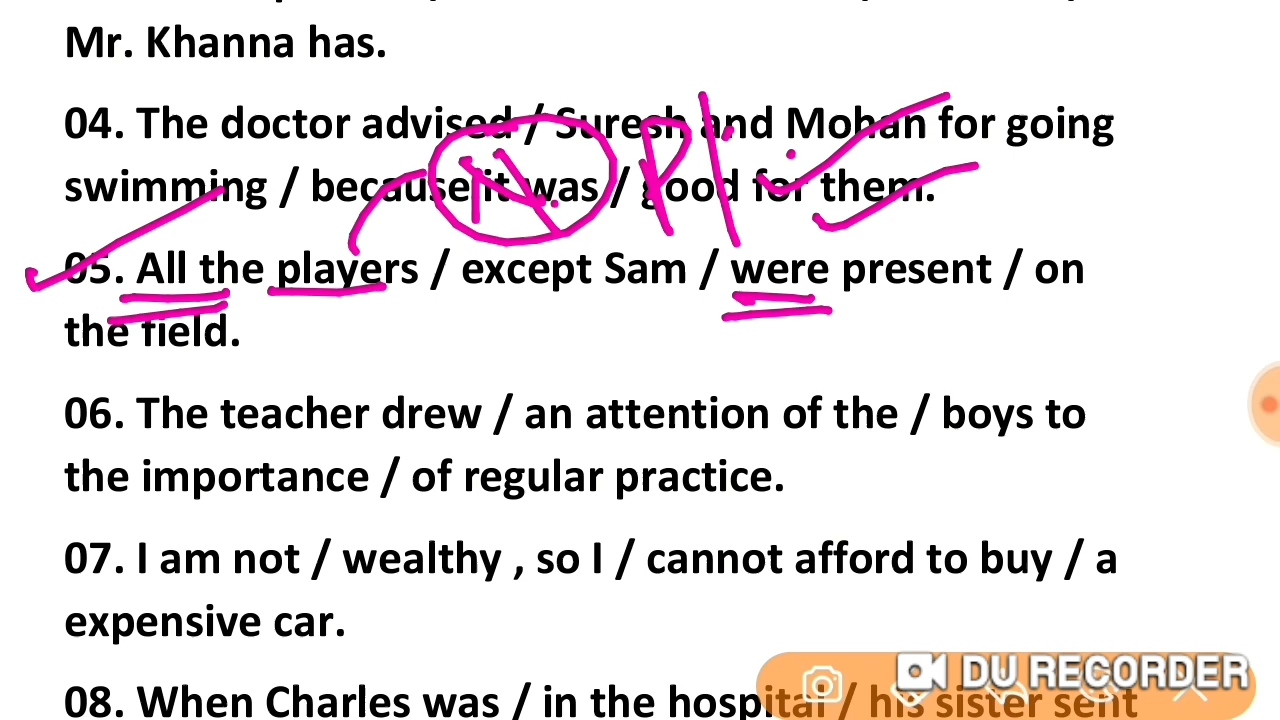 Mr. Khanna has.
04. The doctor advised / Suresh and Mohan for going
swimming / because it was / good for them.
N. Pl.
05. All the players / except Sam / were present / on
the field.
06. The teacher drew / an attention of the / boys to
the importance / of regular practice.
07. I am not / wealthy , so I / cannot afford to buy / a
expensive car.
08. When Charles was / in the hospital / his sister sent
DU RECORDER